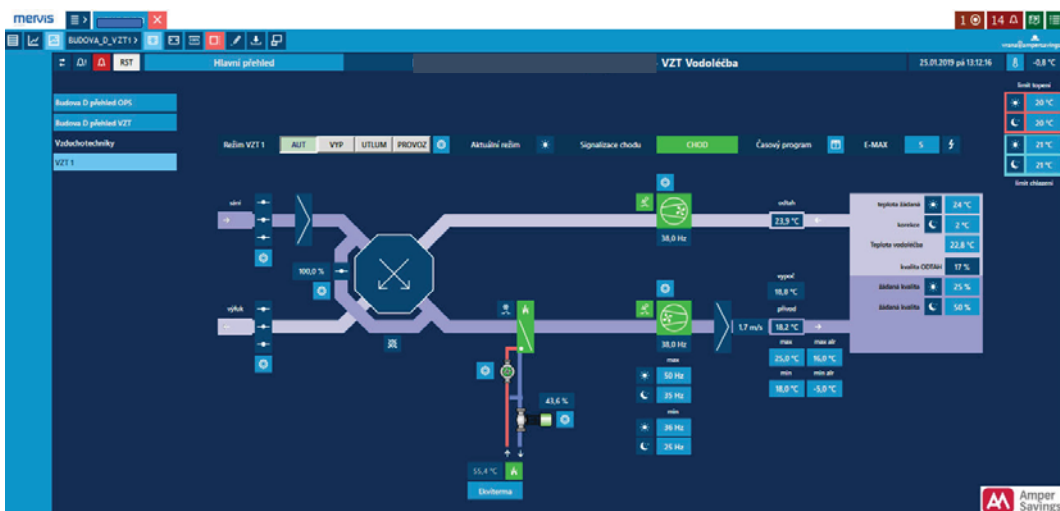 mervis
1
14
BUDOVA_D_VZT1
RST
Hlavní přehled
VZT Vodoléčba
25.01.2019 pá 13:12:16
-0,8 °C
limit topení
20 °C
20 °C
21 °C
21 °C
limit chlazení
Budova D přehled OPS
Budova D přehled VZT
Vzduchotechniky
VZT 1
Režim VZT 1
AUT
VYP
UTLUM
PROVOZ
Aktuální režim
Signalizace chodu
CHOD
Časový program
E-MAX
5
sání
100,0 %
výfuk
38,0 Hz
odtah
23,9 °C
teplota žádaná
24 °C
korekce
2 °C
Teplota vodoléčba
22,8 °C
kvalita ODTAH
17 %
žádaná kvalita
25 %
žádaná kvalita
50 %
vypoč
18,8 °C
přívod
1,7 m/s
18,2 °C
38,0 Hz
max
50 Hz
35 Hz
min
36 Hz
25 Hz
max
max alr
25,0 °C
16,0 °C
min
min alr
18,0 °C
-5,0 °C
43,6 %
55,4 °C
Ekviterma
Amper
Savings